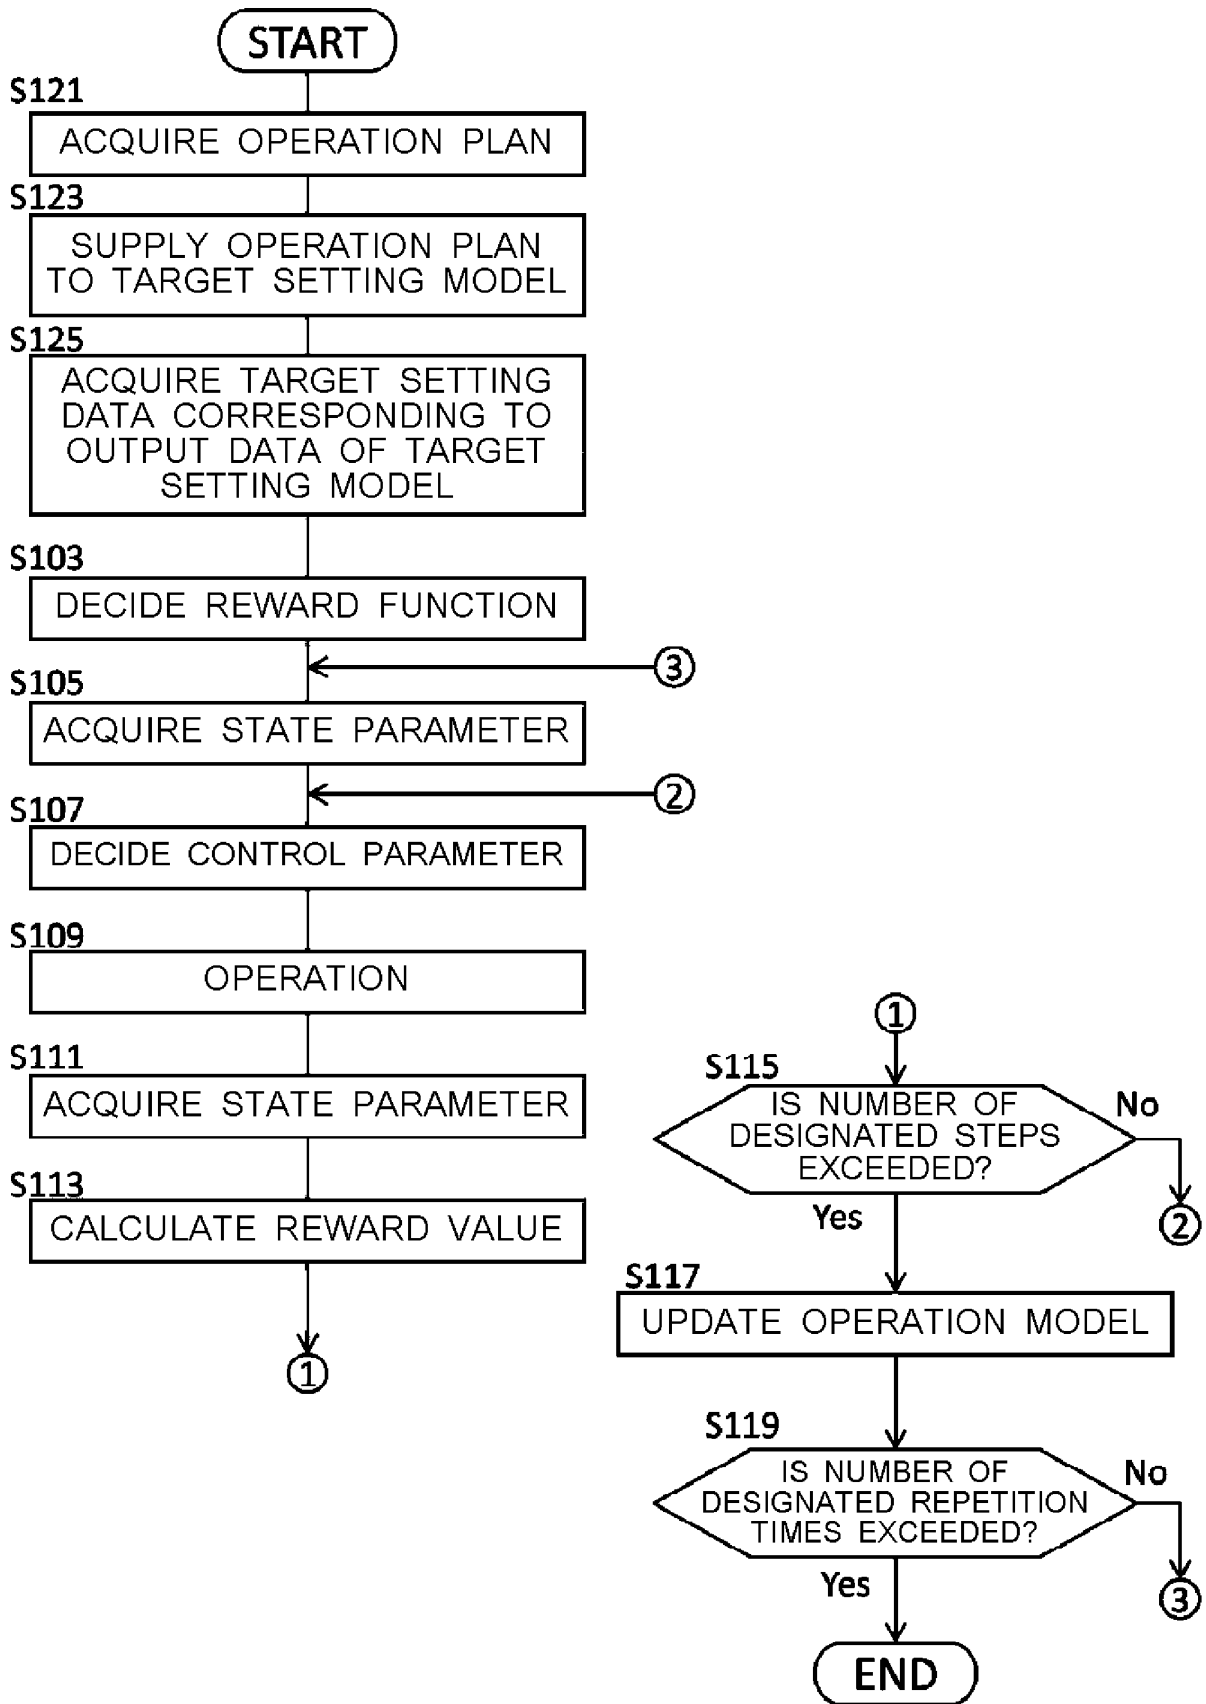 START
S121
ACQUIRE OPERATION PLAN
S123
SUPPLY OPERATION PLAN
TO TARGET SETTING MODEL
S125
ACQUIRE TARGET SETTING
DATA CORRESPONDING TO
OUTPUT DATA OF TARGET
SETTING MODEL
S103
DECIDE REWARD FUNCTION
3
S105
ACQUIRE STATE PARAMETER
2
S107
DECIDE CONTROL PARAMETER
S109
OPERATION
S111
ACQUIRE STATE PARAMETER
S113
CALCULATE REWARD VALUE
1
1
S115
IS NUMBER OF
DESIGNATED STEPS
EXCEEDED?
No
2
Yes
S117
UPDATE OPERATION MODEL
S119
IS NUMBER OF
DESIGNATED REPETITION
TIMES EXCEEDED?
No
3
Yes
END